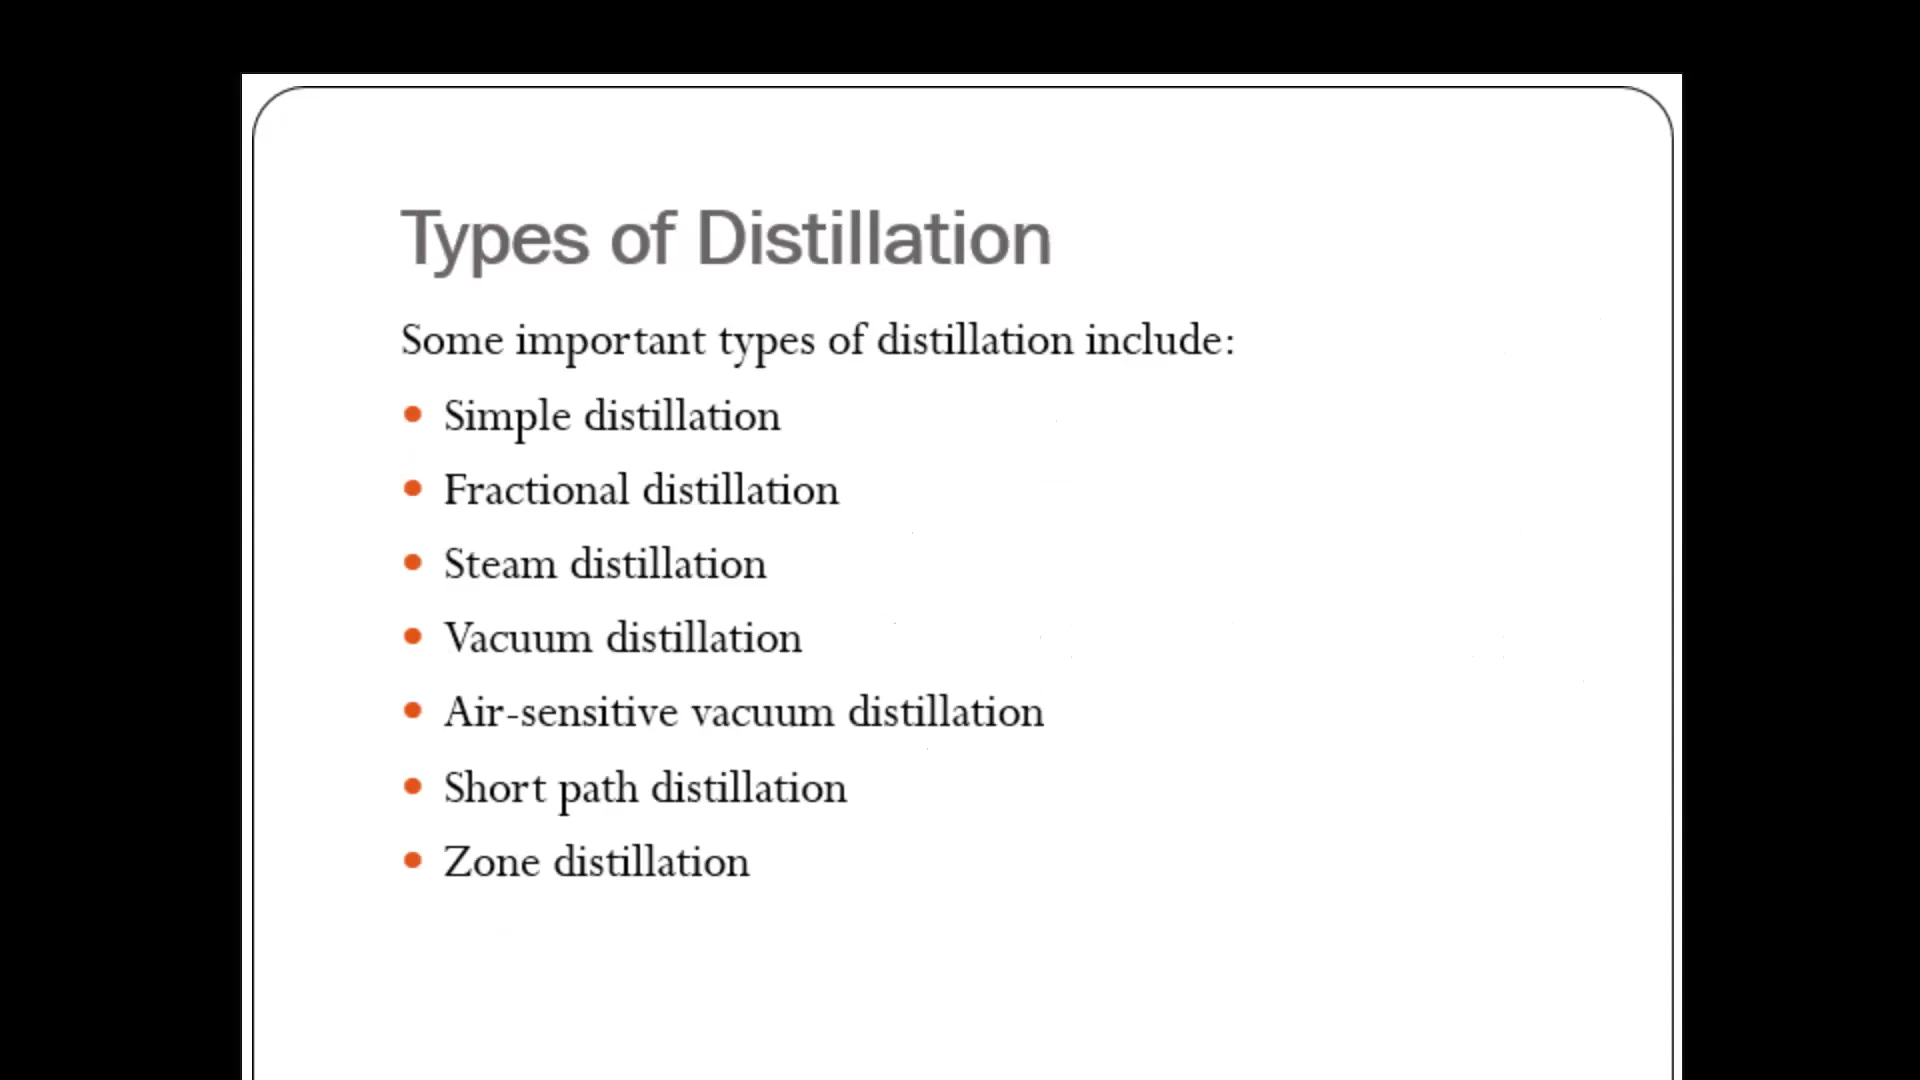 Types of Distillation
Some important types of distillation include:
• Simple distillation
• Fractional distillation
• Steam distillation
• Vacuum distillation
• Air-sensitive vacuum distillation
• Short path distillation
• Zone distillation